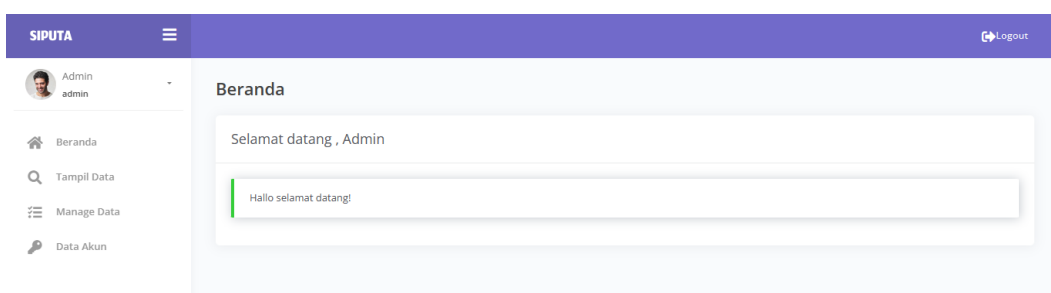 SIPUTA
Logout
Admin
admin
Beranda
Tampil Data
Manage Data
Data Akun
Beranda
Selamat datang , Admin
Hallo selamat datang!